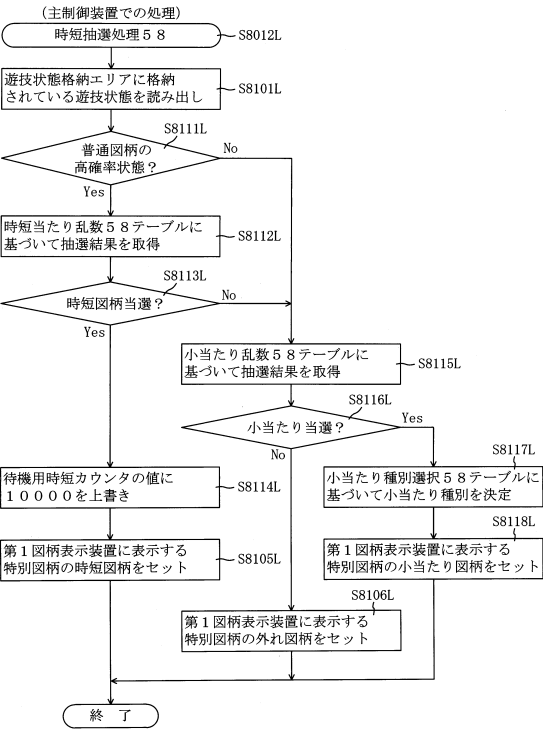 (主制御装置での処理)
時短抽選処理58
S8012L
遊技状態格納エリアに格納
されている遊技状態を読み出し
S8101L
S8111L
普通図柄の
高確率状態?
No
Yes
時短当たり乱数58テーブルに
基づいて抽選結果を取得
S8112L
S8113L
時短図柄当選?
No
Yes
小当たり乱数58テーブルに
基づいて抽選結果を取得
S8115L
S8116L
小当たり当選?
Yes
No
S8117L
待機用時短カウンタの値に
10000を上書き
S8114L
小当たり種別選択58テーブルに
基づいて小当たり種別を決定
S8118L
第1図柄表示装置に表示する
特別図柄の時短図柄をセット
S8105L
第1図柄表示装置に表示する
特別図柄の小当たり図柄をセット
S8106L
第1図柄表示装置に表示する
特別図柄の外れ図柄をセット
終 了